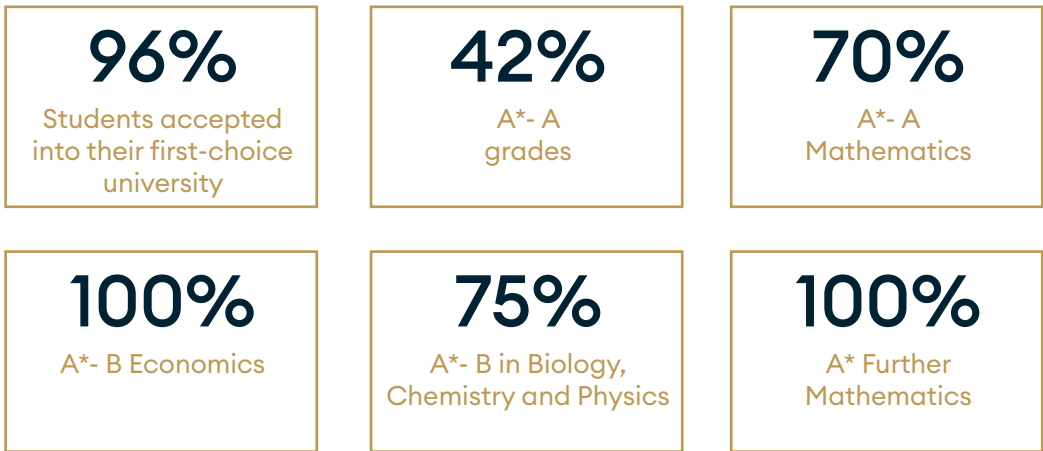 96%
Students accepted
into their first-choice
university
42%
A*- A
grades
70%
A*- A
Mathematics
100%
A*- B Economics
75%
A*- B in Biology,
Chemistry and Physics
100%
A* Further
Mathematics